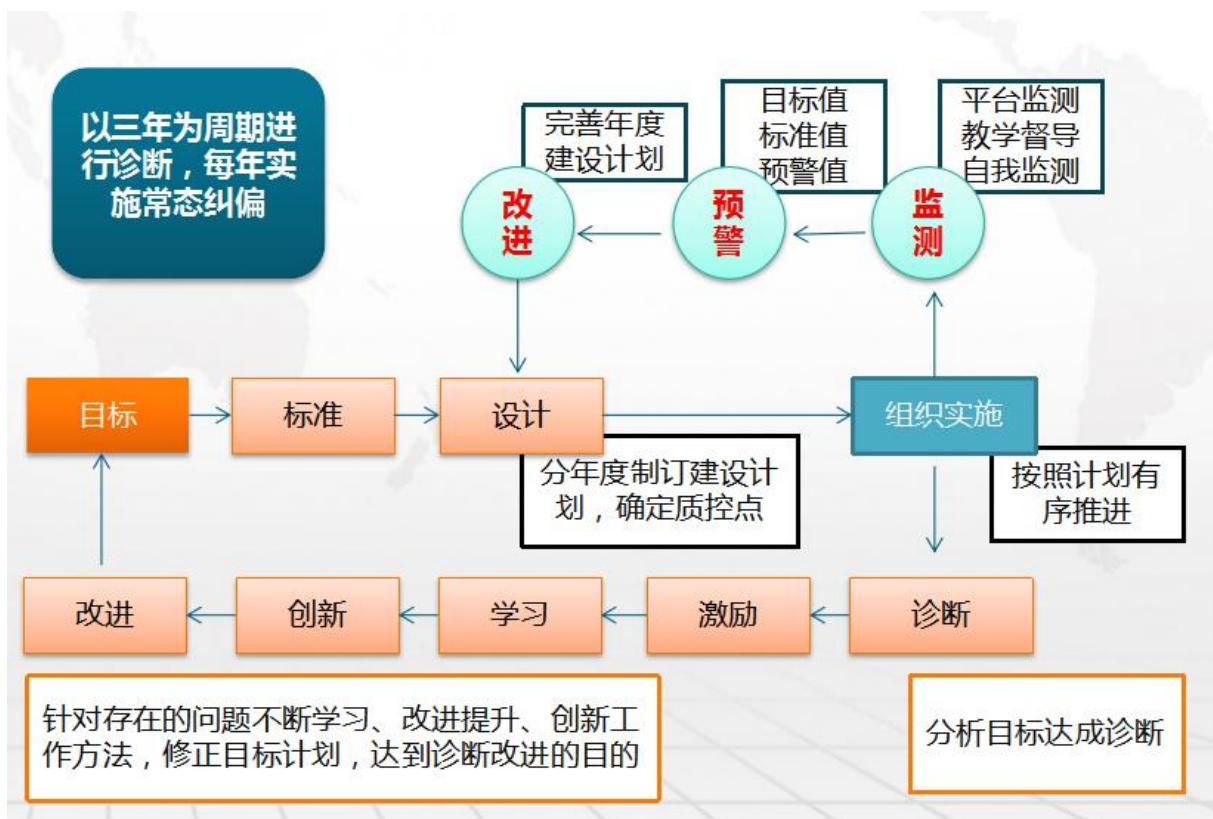 以三年为周期进
行诊断，每年实
施常态纠偏
完善年度
建设计划
目标值
标准值
预警值
平台监测
教学督导
自我监测
改
进
预
警
监
测
目标
标准
设计
组织实施
分年度制订建设计
划，确定质控点
按照计划有
序推进
改进
创新
学习
激励
诊断
针对存在的问题不断学习、改进提升、创新工
作方法，修正目标计划，达到诊断改进的目的
分析目标达成诊断